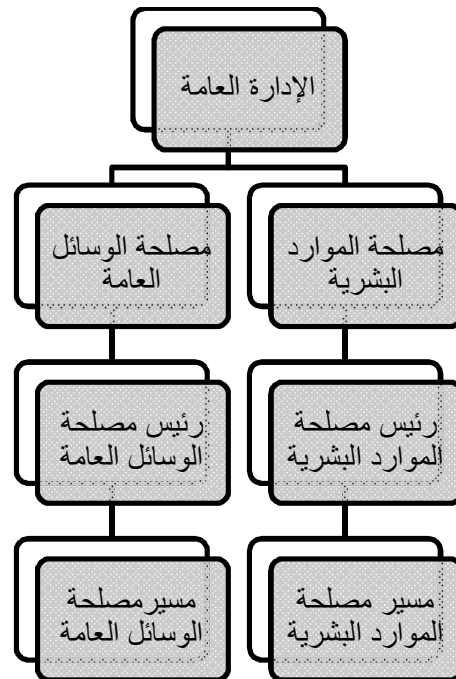 الإدارة العامة
مصلحة الموارد
البشرية
مصلحة الوسائل
العامة
رئيس مصلحة
الموارد البشرية
رئيس مصلحة
الوسائل العامة
مسير مصلحة
الموارد البشرية
مسيرمصلحة
الوسائل العامة